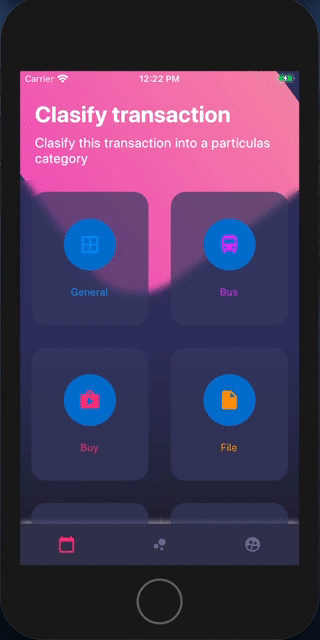 Carrier 12:22 PM
Clasify transaction
Clasify this transaction into a particulas
category
General Bus
Buy File